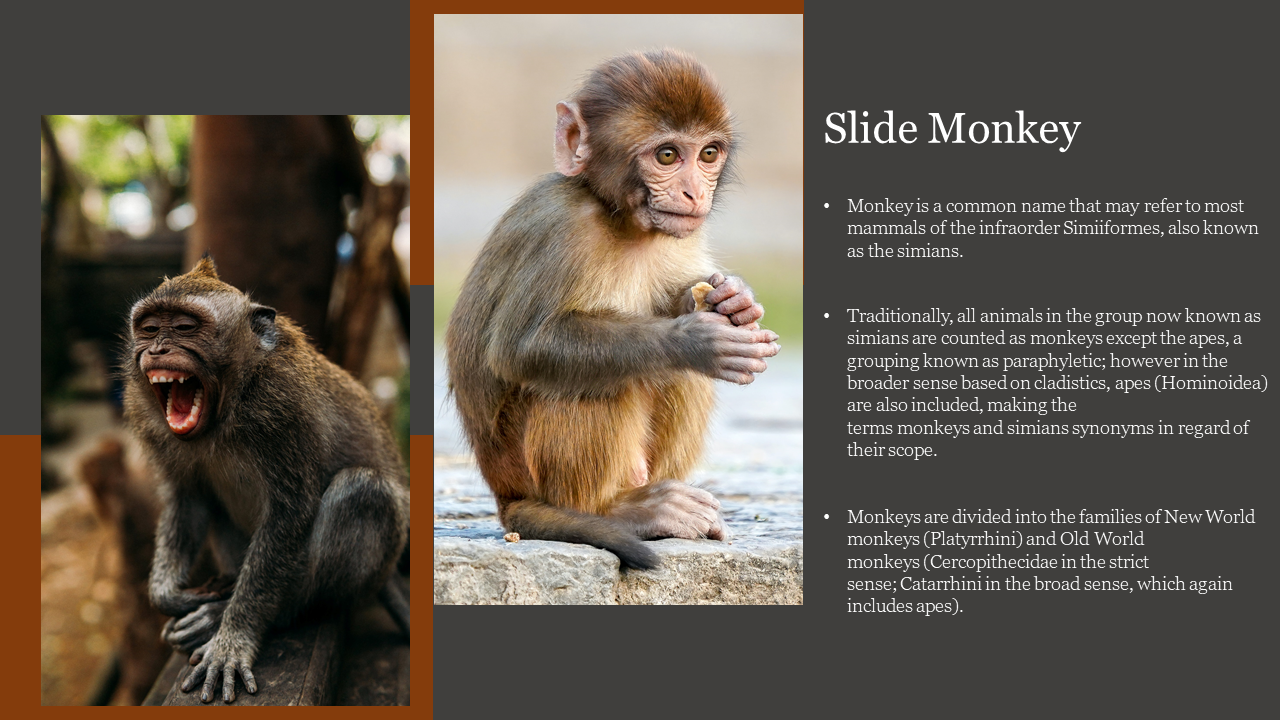 Slide Monkey
• Monkey is a common name that may refer to most
mammals of the infraorder Simiiformes, also known
as the simians.
• Traditionally, all animals in the group now known as
simians are counted as monkeys except the apes, a
grouping known as paraphyletic; however in the
broader sense based on cladistics, apes (Hominoidea)
are also included, making the
terms monkeys and simians synonyms in regard of
their scope.
• Monkeys are divided into the families of New World
monkeys (Platyrrhini) and Old World
monkeys (Cercopithecidae in the strict
sense; Catarrhini in the broad sense, which again
includes apes).